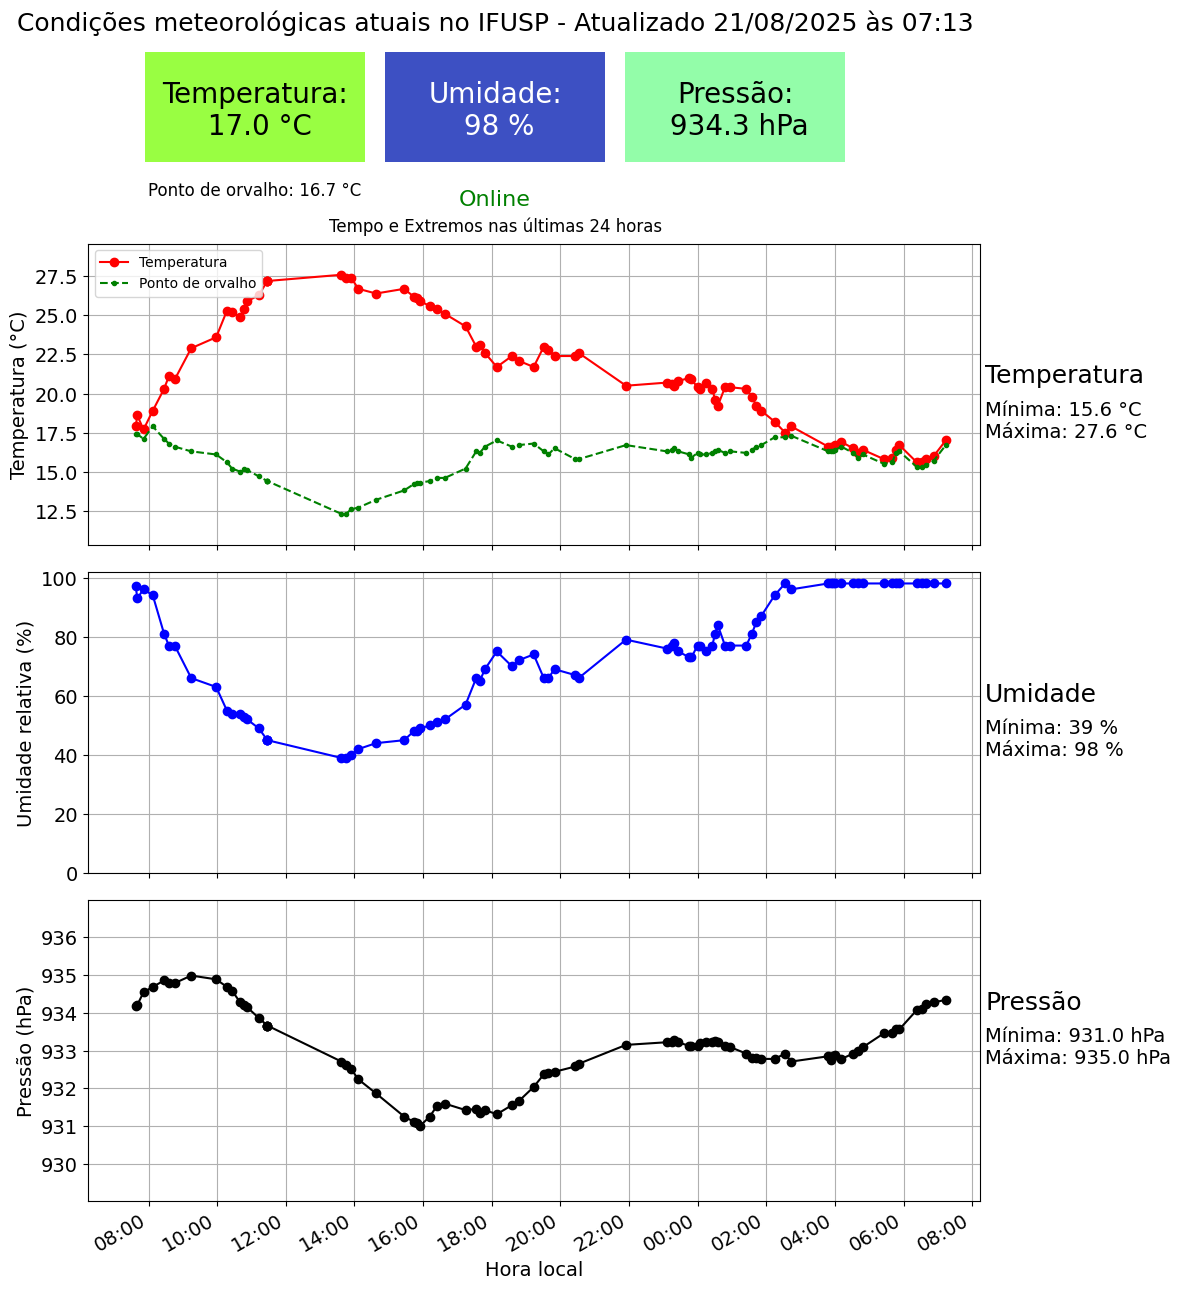 Condições meteorológicas atuais no IFUSP - Atualizado 21/08/2025 às 07:13
Temperatura:
17.0 °C
Umidade:
98 %
Pressão:
934.3 hPa
Ponto de orvalho: 16.7 °C
Online
Tempo e Extremos nas últimas 24 horas
Temperatura
Ponto de orvalho
Temperatura (°C)
27.5
25.0
22.5
20.0
17.5
15.0
12.5
Temperatura
Mínima: 15.6 °C
Máxima: 27.6 °C
Umidade relativa (%)
100
80
60
40
20
0
Umidade
Mínima: 39 %
Máxima: 98 %
Pressão (hPa)
936
935
934
933
932
931
930
Pressão
Mínima: 931.0 hPa
Máxima: 935.0 hPa
08:00 10:00 12:00 14:00 16:00 18:00 20:00 22:00 00:00 02:00 04:00 06:00 08:00
Hora local